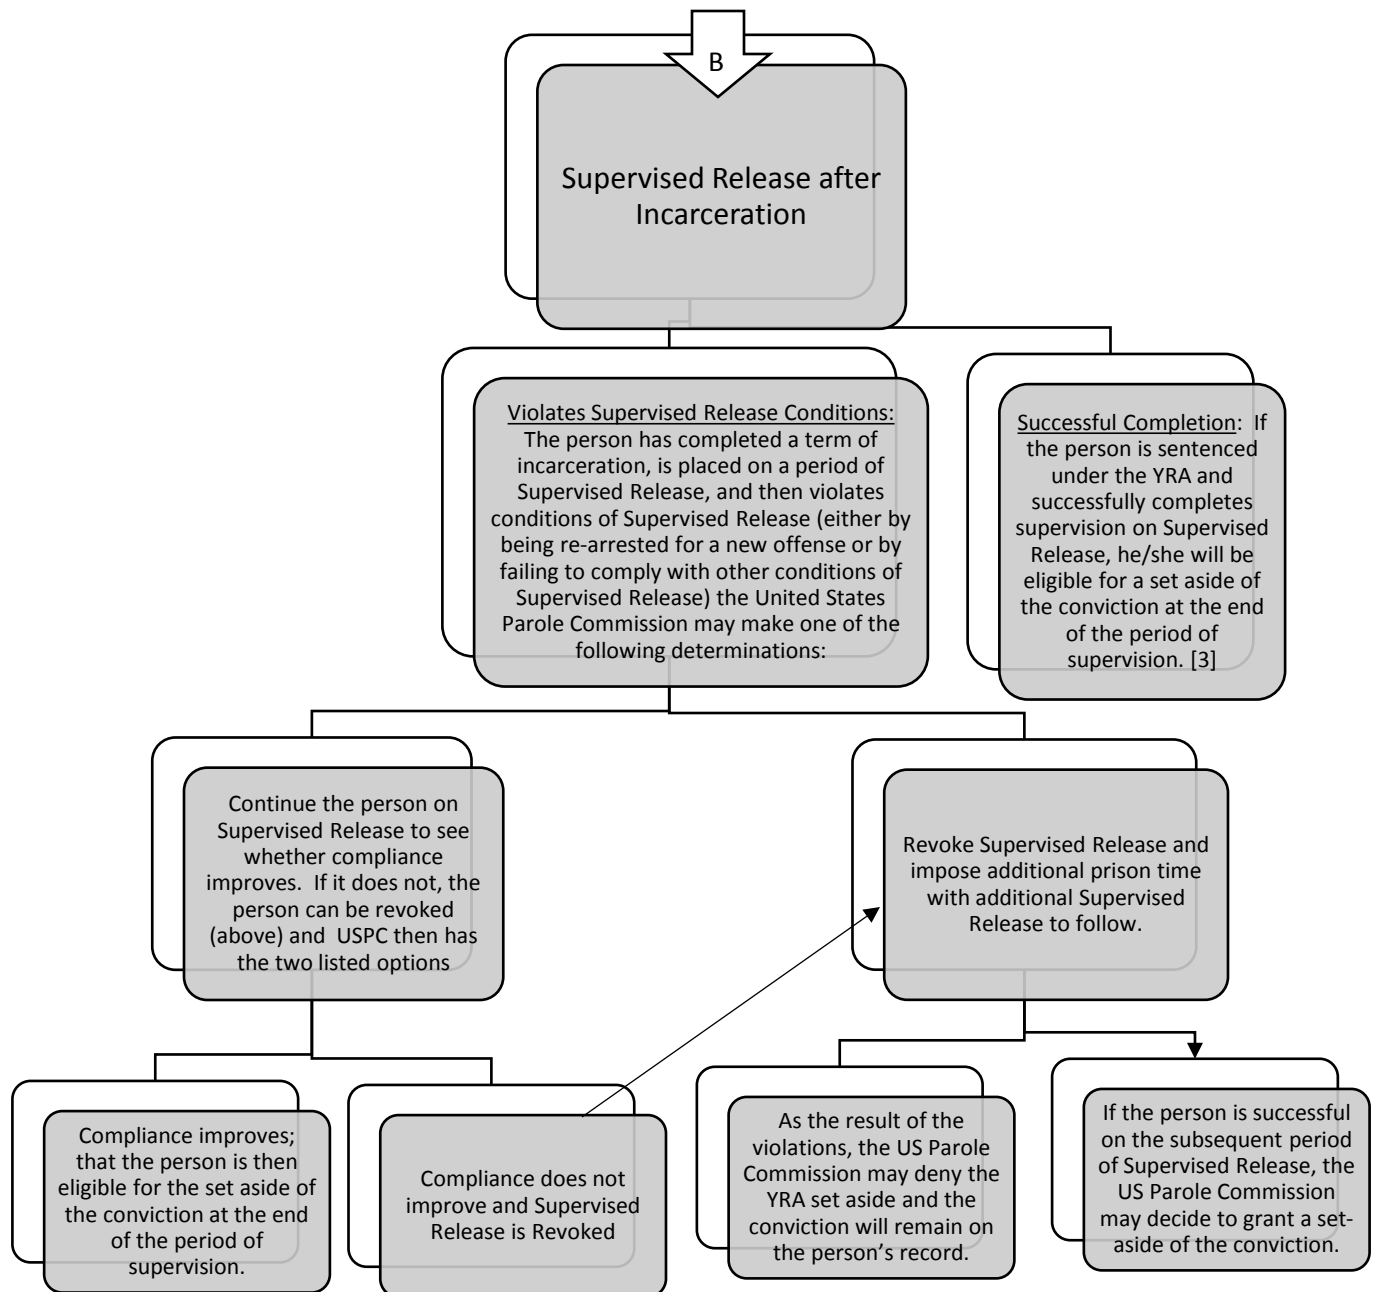 B
Supervised Release after
Incarceration
Violates Supervised Release Conditions:
The person has completed a term of
incarceration, is placed on a period of
Supervised Release, and then violates
conditions of Supervised Release (either by
being re-arrested for a new offense or by
failing to comply with other conditions of
Supervised Release) the United States
Parole Commission may make one of the
following determinations:
Successful Completion:  If
the person is sentenced
under the YRA and
successfully completes
supervision on Supervised
Release, he/she will be
eligible for a set aside of
the conviction at the end
of the period of
supervision. [3]
Continue the person on
Supervised Release to see
whether compliance
improves.  If it does not, the
person can be revoked
(above) and  USPC then has
the two listed options
Revoke Supervised Release and
impose additional prison time
with additional Supervised
Release to follow.
Compliance improves;
that the person is then
eligible for the set aside of
the conviction at the end
of the period of
supervision.
Compliance does not
improve and Supervised
Release is Revoked
As the result of the
violations, the US Parole
Commission may deny the
YRA set aside and the
conviction will remain on
the person's record.
If the person is successful
on the subsequent period
of Supervised Release, the
US Parole Commission
may decide to grant a set-
aside of the conviction.